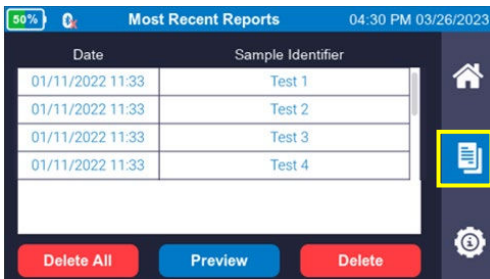 50% Most Recent Reports 04:30 PM 03/26/2023
Date Sample Identifier
01/11/2022 11:33 Test 1
01/11/2022 11:33 Test 2
01/11/2022 11:33 Test 3
01/11/2022 11:33 Test 4
Delete All Preview Delete